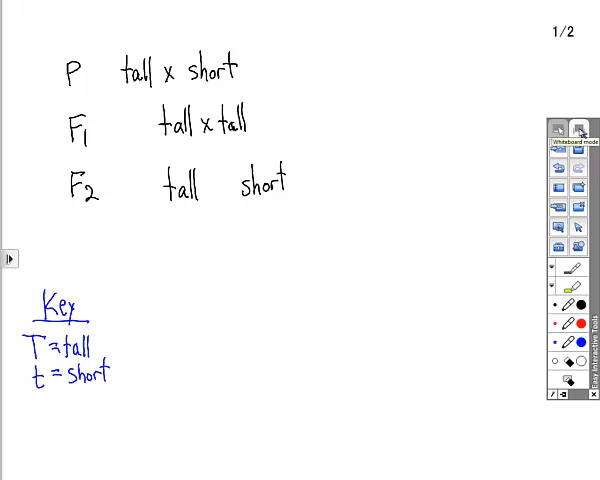 1/2
P tall x short
F1 tall x tall
F2 tall short
Whiteboard mode
Key
T = tall
t = short
Easy Interactive Tools